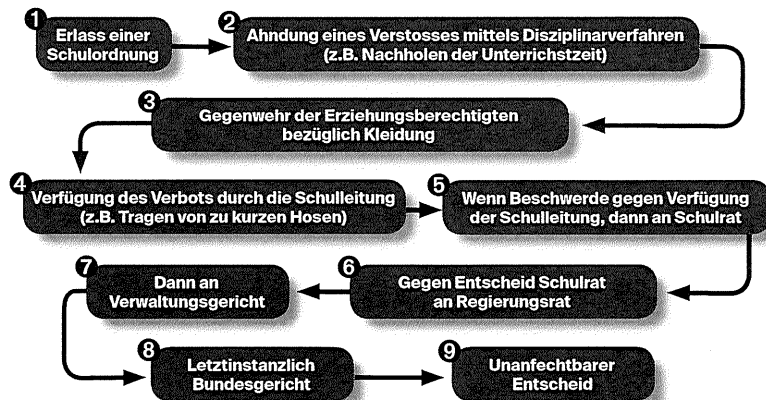 1
Erlass einer
Schulordnung
2
Ahndung eines Verstosses mittels Disziplinarverfahren
(z.B. Nachholen der Unterrichstzeit)
3
Gegenwehr der Erziehungsberechtigten
bezüglich Kleidung
4
Verfügung des Verbots durch die Schulleitung
(z.B. Tragen von zu kurzen Hosen)
5
Wenn Beschwerde gegen Verfügung
der Schulleitung, dann an Schulrat
6
Gegen Entscheid Schulrat
an Regierungsrat
7
Dann an
Verwaltungsgericht
8
Letztinstanzlich
Bundesgericht
9
Unanfechtbarer
Entscheid